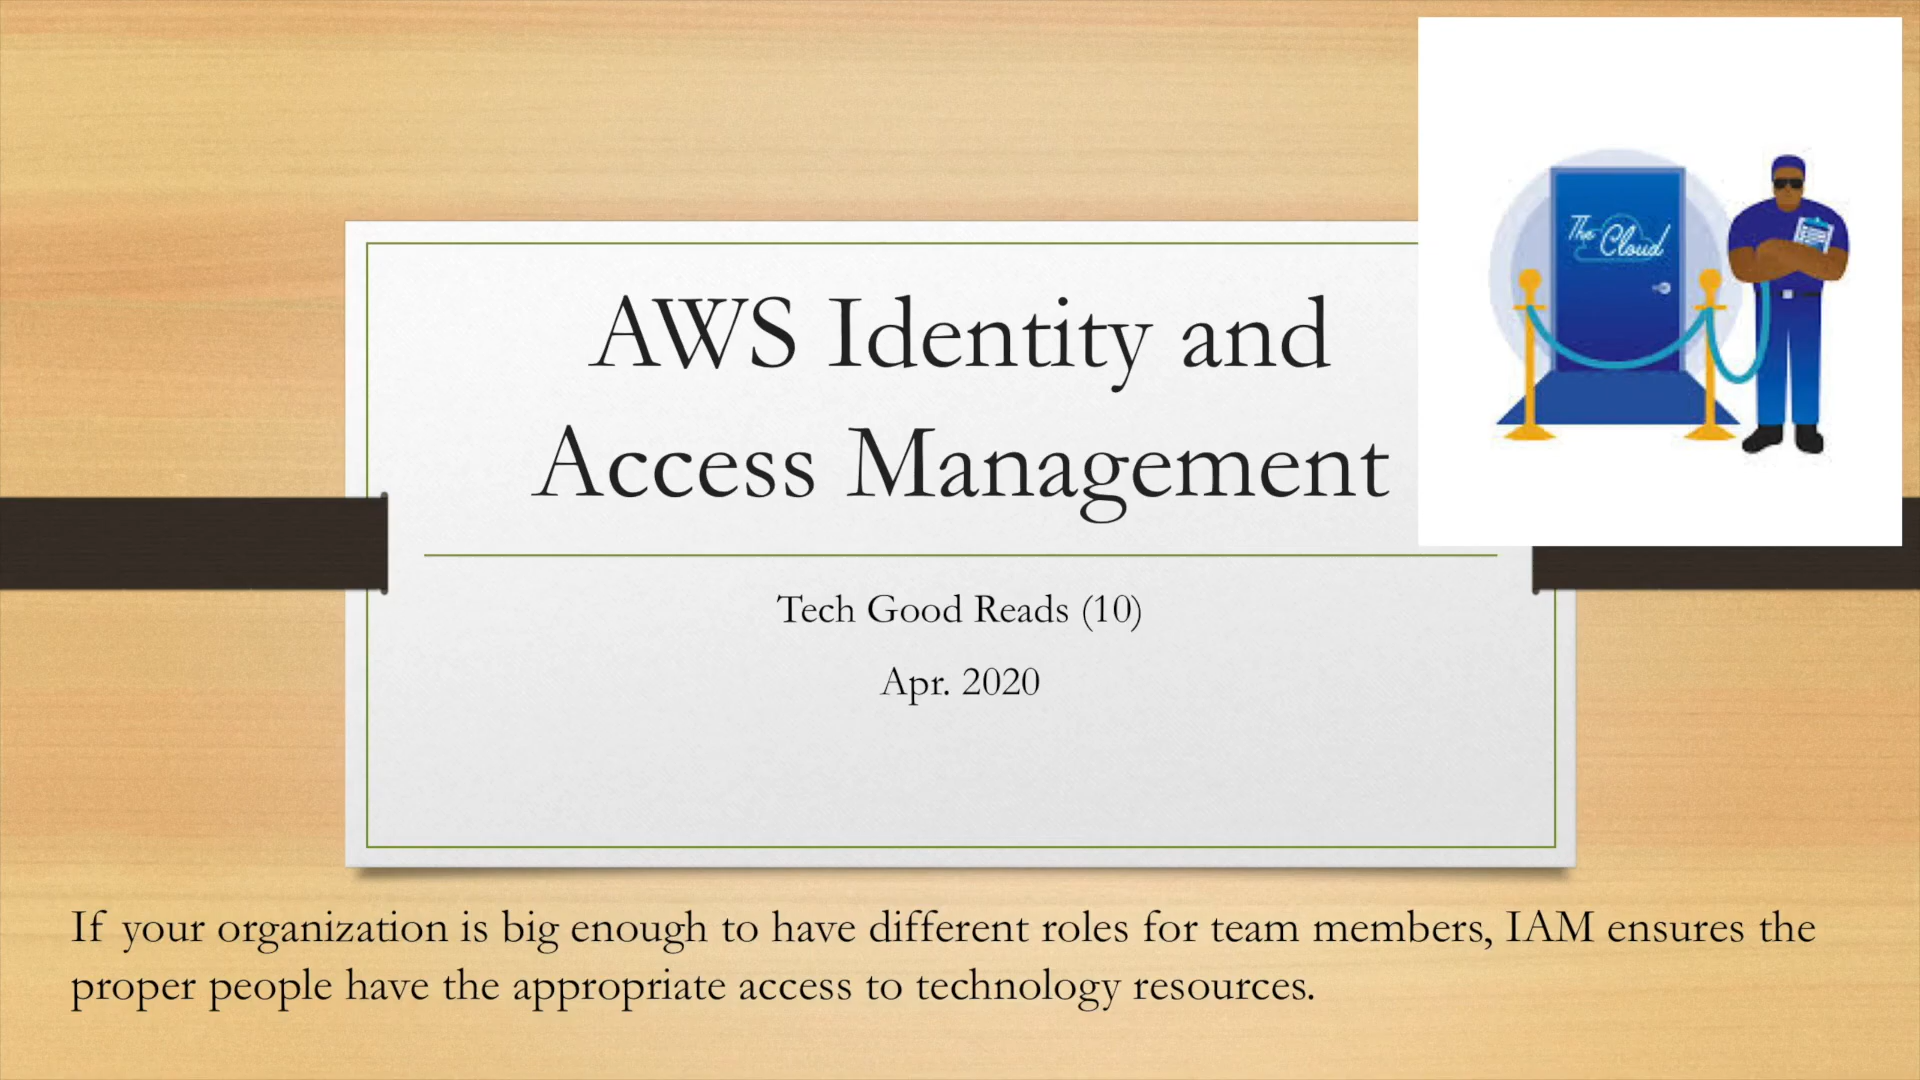 The Cloud
AWS Identity and
Access Management
Tech Good Reads (10)
Apr. 2020
If your organization is big enough to have different roles for team members, IAM ensures the
proper people have the appropriate access to technology resources.